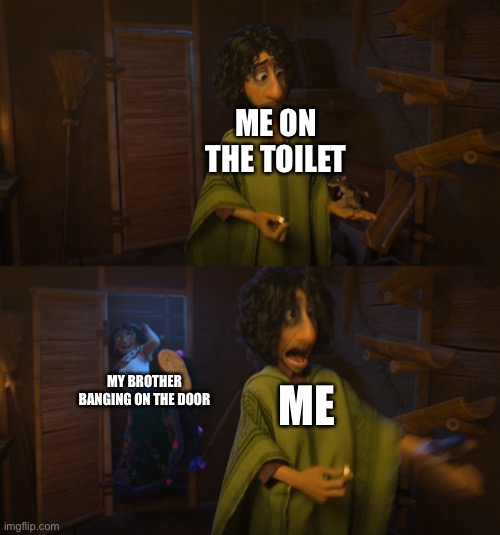 ME ON
THE TOILET
MY BROTHER
BANGING ON THE DOOR
ME
imgflip.com